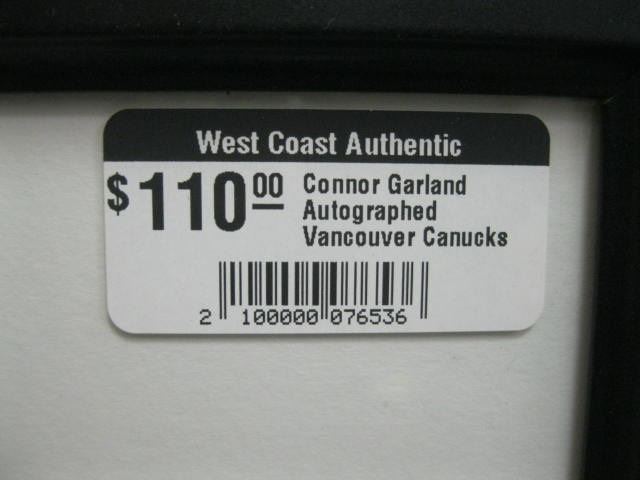 West Coast Authentic
$110.00
Connor Garland
Autographed
Vancouver Canucks
2 100000 076536